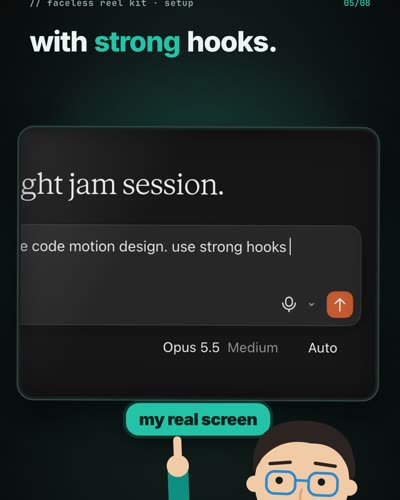 // faceless reel kit · setup
05/08
with strong hooks.
ght jam session.
e code motion design. use strong hooks
Opus 5.5 Medium Auto
my real screen